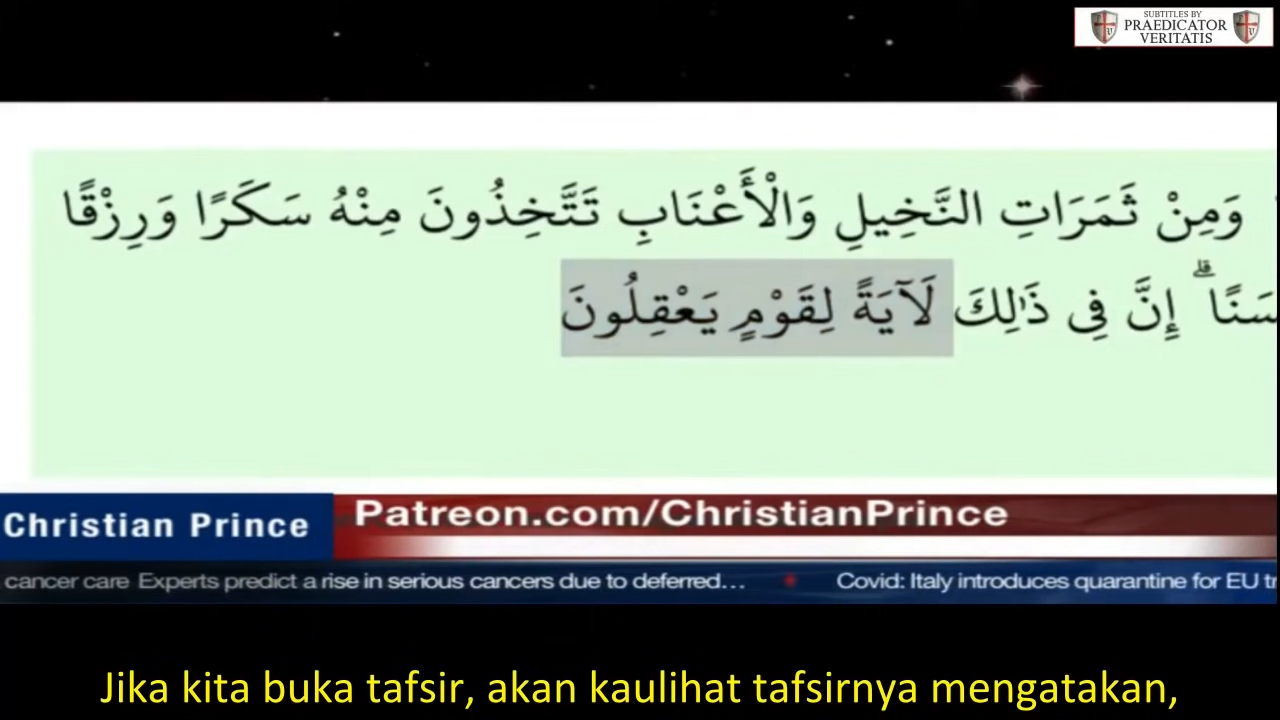 SUBTITLES BY
PRAEDICATOR
VERITATIS
وَمِنْ ثَمَرَاتِ النَّخِيلِ وَالْأَعْنَابِ تَتَّخِذُونَ مِنْهُ سَكَرًا وَرِزْقًا
سَنًا ۗ إِنَّ فِى ذَٰلِكَ لَآيَةً لِقَوْمٍ يَعْقِلُونَ
Christian Prince
Patreon.com/ChristianPrince
cancer care Experts predict a rise in serious cancers due to deferred... • Covid: Italy introduces quarantine for EU tr
Jika kita buka tafsir, akan kaulihat tafsirnya mengatakan,